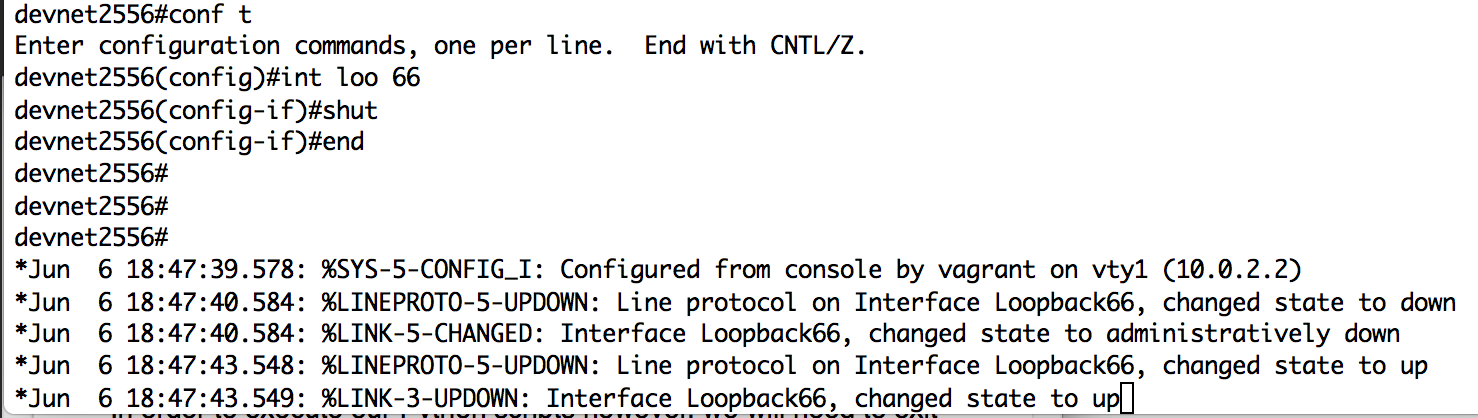 devnet2556#conf t
Enter configuration commands, one per line.  End with CNTL/Z.
devnet2556(config)#int loo 66
devnet2556(config-if)#shut
devnet2556(config-if)#end
devnet2556#
devnet2556#
devnet2556#
*Jun  6 18:47:39.578: %SYS-5-CONFIG_I: Configured from console by vagrant on vty1 (10.0.2.2)
*Jun  6 18:47:40.584: %LINEPROTO-5-UPDOWN: Line protocol on Interface Loopback66, changed state to down
*Jun  6 18:47:40.584: %LINK-5-CHANGED: Interface Loopback66, changed state to administratively down
*Jun  6 18:47:43.548: %LINEPROTO-5-UPDOWN: Line protocol on Interface Loopback66, changed state to up
*Jun  6 18:47:43.549: %LINK-3-UPDOWN: Interface Loopback66, changed state to up